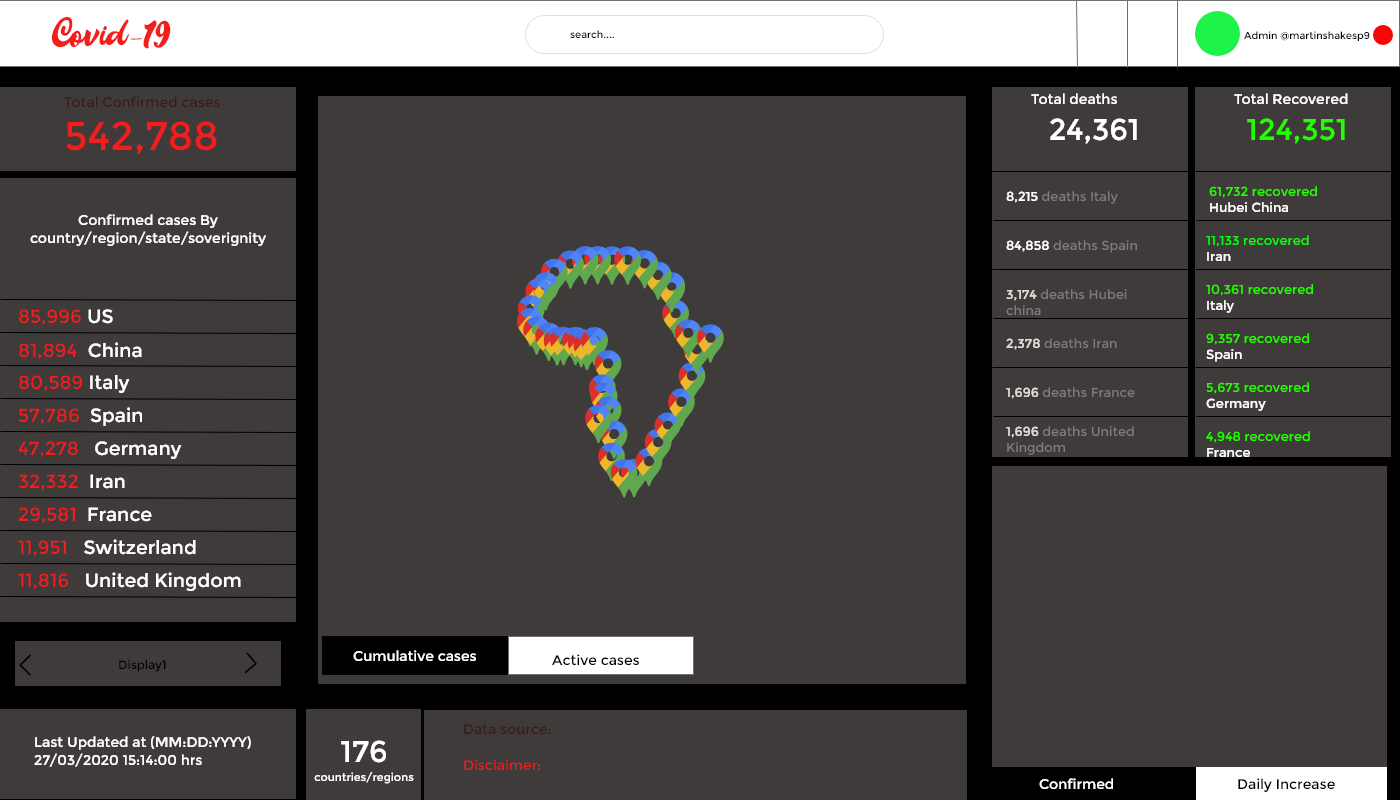 Covid-19
search....
Admin @martinshakesp9
Total Confirmed cases
542,788
Confirmed cases By
country/region/state/soverignity
85,996 US
81,894 China
80,589 Italy
57,786 Spain
47,278 Germany
32,332 Iran
29,581 France
11,951 Switzerland
11,816 United Kingdom
Display1
Last Updated at (MM:DD:YYYY)
27/03/2020 15:14:00 hrs
Cumulative cases
Active cases
176
countries/regions
Data source:
Disclaimer:
Total deaths
24,361
8,215 deaths Italy
84,858 deaths Spain
3,174 deaths Hubei
china
2,378 deaths Iran
1,696 deaths France
1,696 deaths United
Kingdom
Total Recovered
124,351
61,732 recovered
Hubei China
11,133 recovered
Iran
10,361 recovered
Italy
9,357 recovered
Spain
5,673 recovered
Germany
4,948 recovered
France
Confirmed
Daily Increase